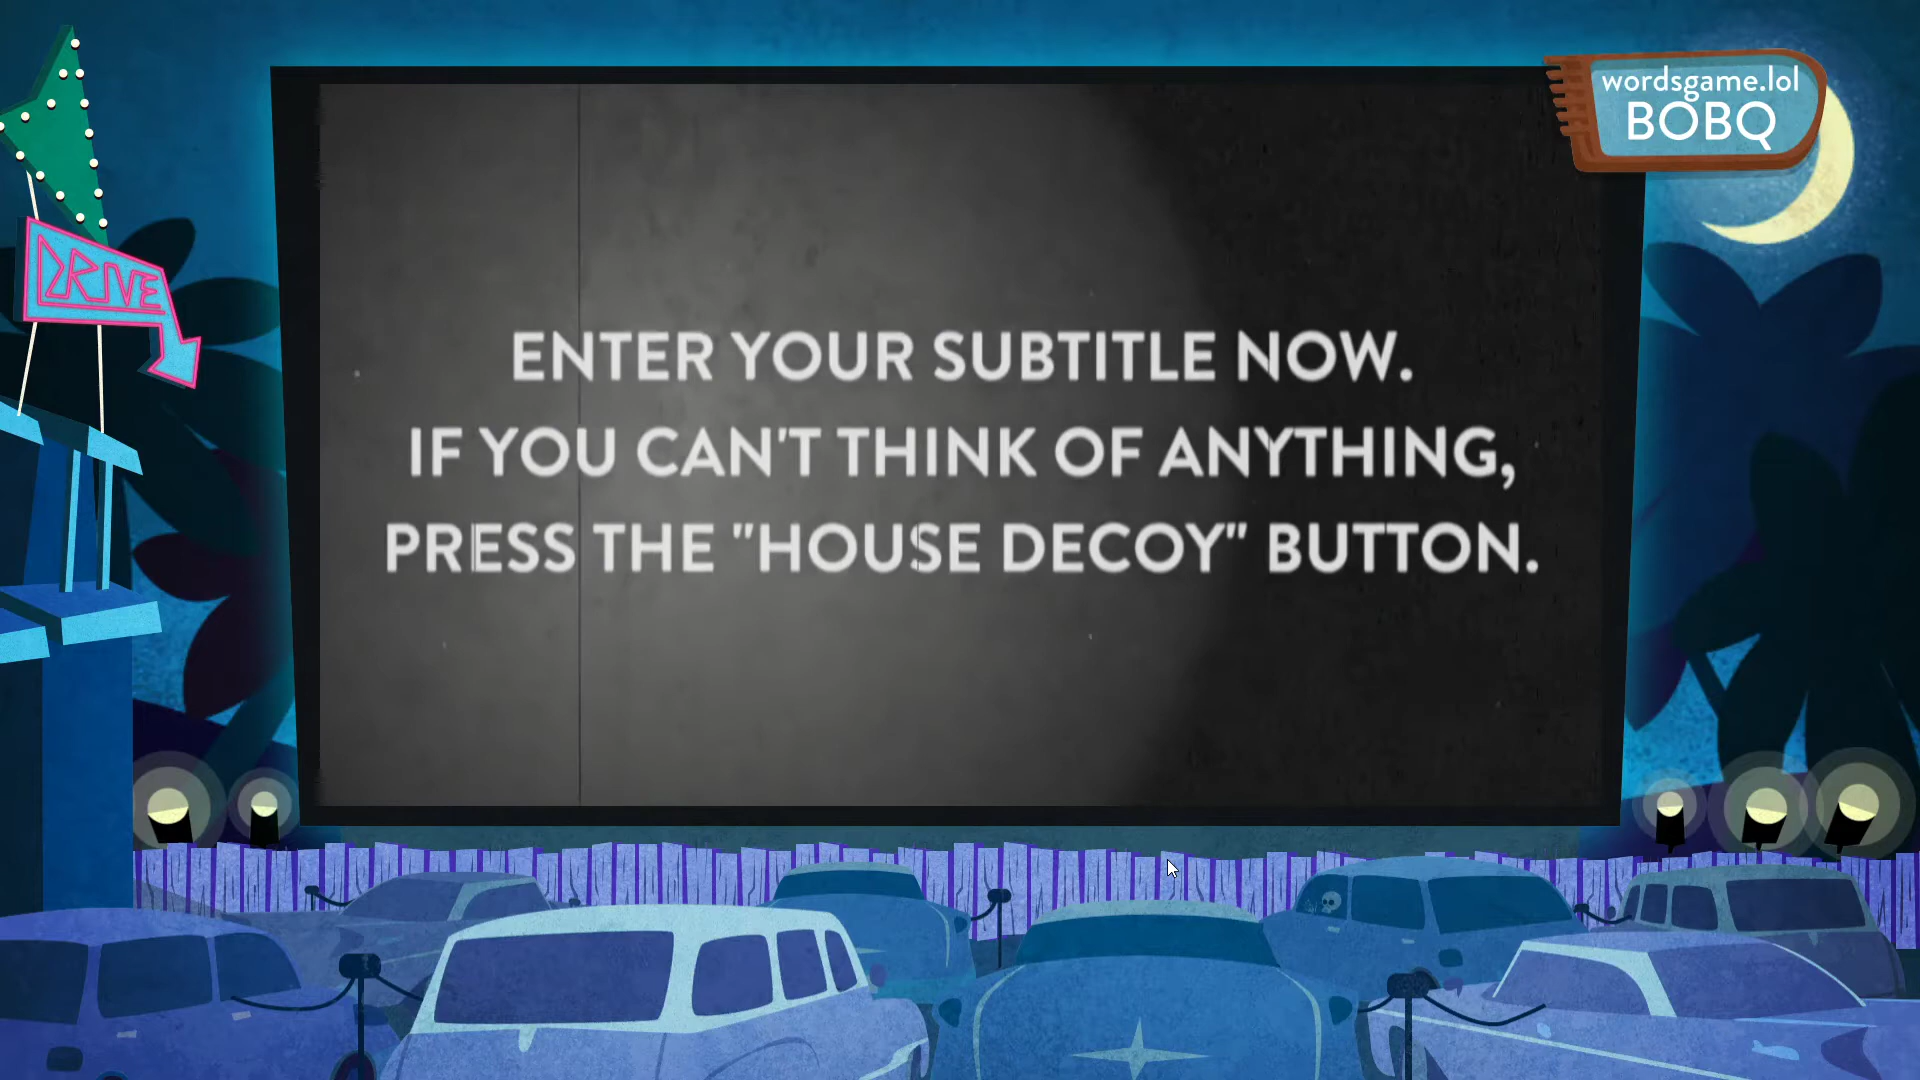 wordsgame.lol
BOBQ
DRIVE
ENTER YOUR SUBTITLE NOW.
IF YOU CAN'T THINK OF ANYTHING,
PRESS THE "HOUSE DECOY" BUTTON.